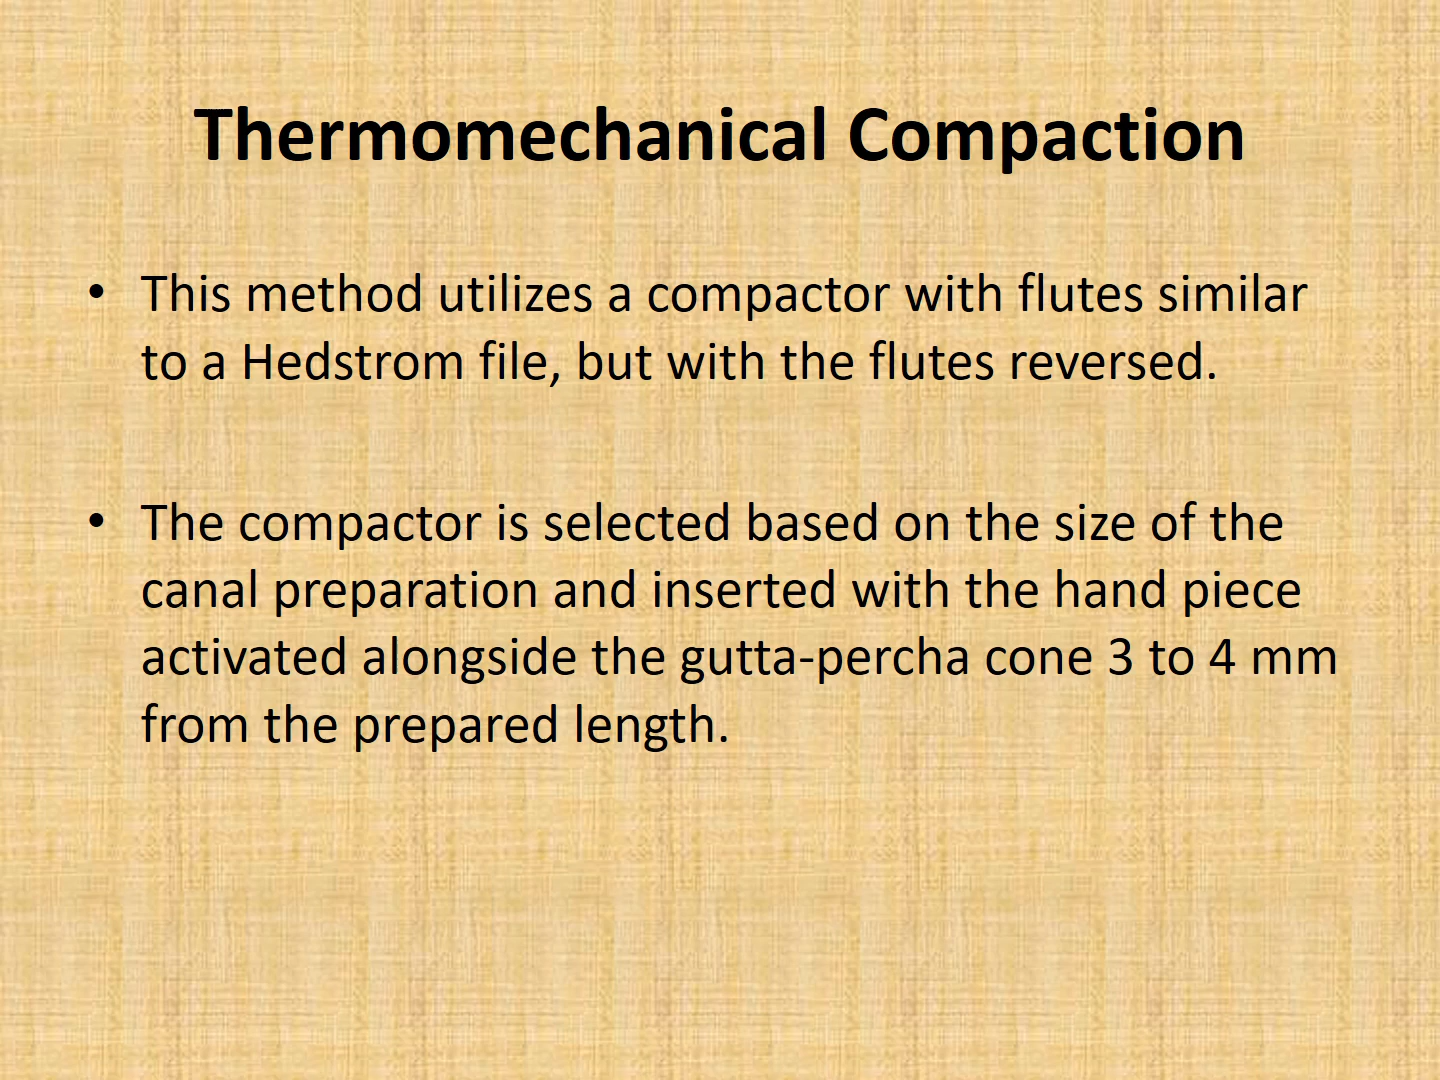 Thermomechanical Compaction
• This method utilizes a compactor with flutes similar
to a Hedstrom file, but with the flutes reversed.
• The compactor is selected based on the size of the
canal preparation and inserted with the hand piece
activated alongside the gutta-percha cone 3 to 4 mm
from the prepared length.